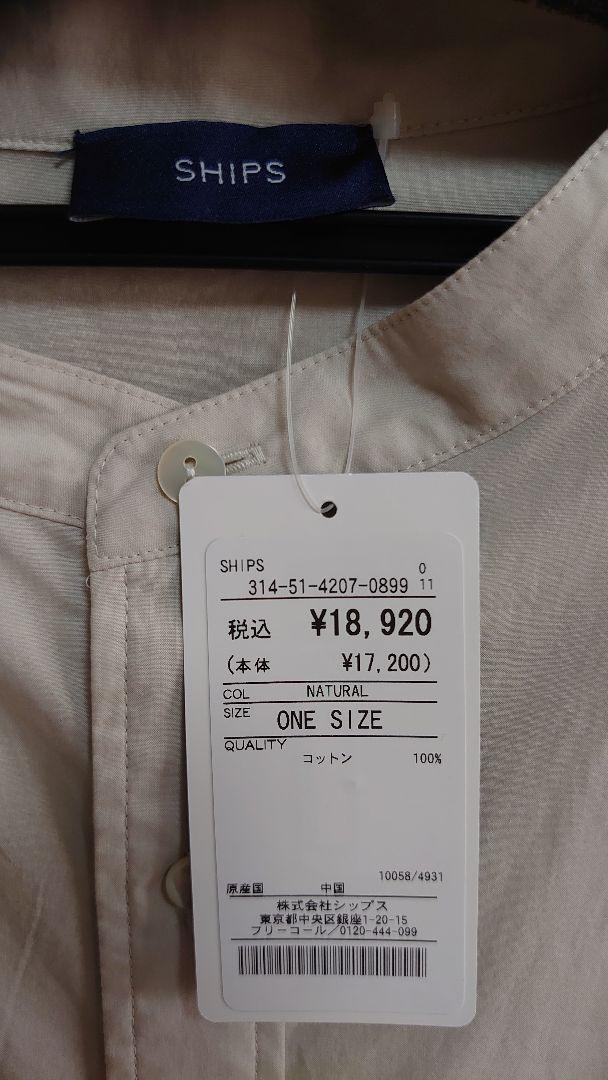 SHIPS
SHIPS 0
314-51-4207-0899 11
税込 ¥18,920
(本体 ¥17,200)
COL NATURAL
SIZE ONE SIZE
QUALITY
コットン 100%
10058/4931
原産国 中国
株式会社シップス
東京都中央区銀座1-20-15
フリーコール/0120-444-099